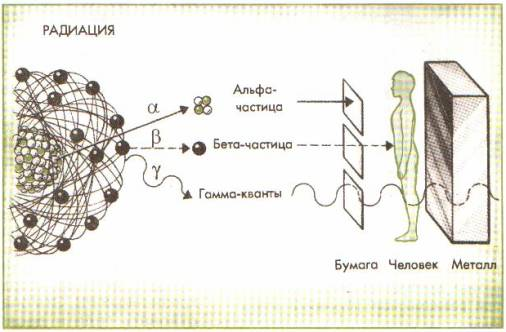 РАДИАЦИЯ
α
Альфа-
частица
β
Бета-частица
γ
Гамма-кванты
Бумага Человек Металл